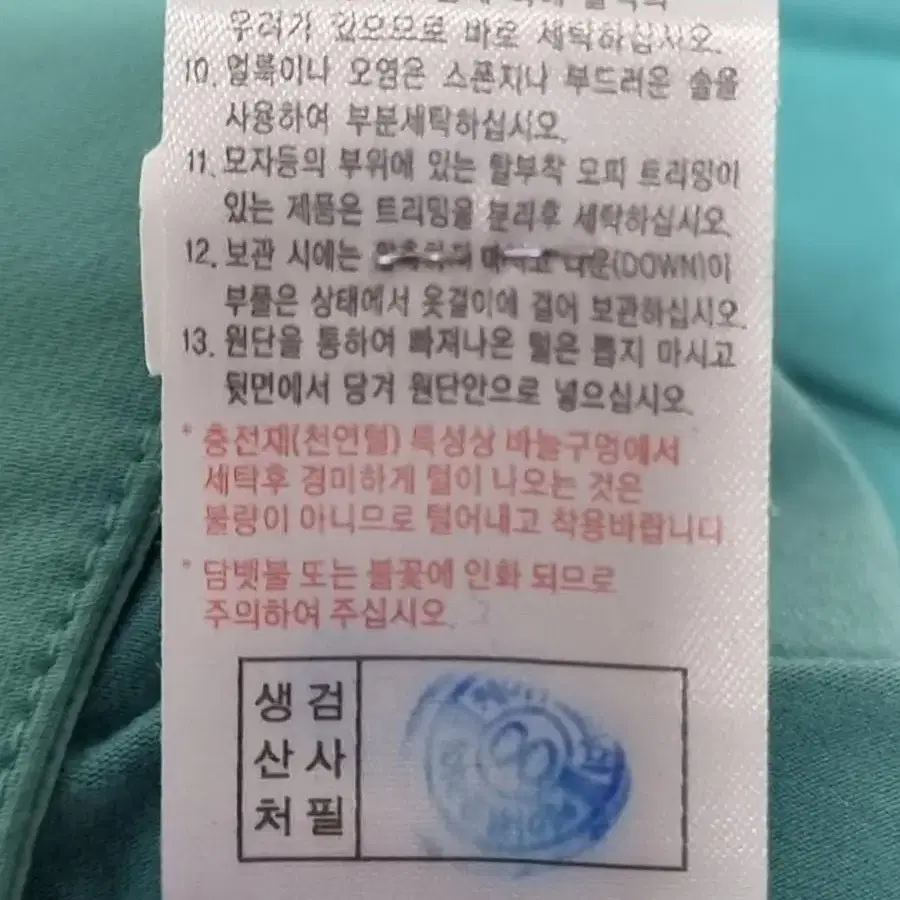 우려가 있으므로 바로 세탁하십시오.
10. 얼룩이나 오염은 스폰지나 부드러운 솔을
사용하여 부분세탁하십시오.
11. 모자등의 부위에 있는 탈부착 모피 트리밍이
있는 제품은 트리밍을 분리후 세탁하십시오.
12. 보관 시에는 다운(DOWN)이
부풀은 상태에서 옷걸이에 걸어 보관하십시오.
13. 원단을 통하여 빠져나온 털은 뽑지 마시고
뒷면에서 당겨 원단안으로 넣으십시오.
* 충전재(천연털) 특성상 바늘구멍에서
세탁후 경미하게 털이 나오는 것은
불량이 아니므로 털어내고 착용바랍니다.
* 담뱃불 또는 불꽃에 인화 되므로
주의하여 주십시오.
생 검
산 사
처 필